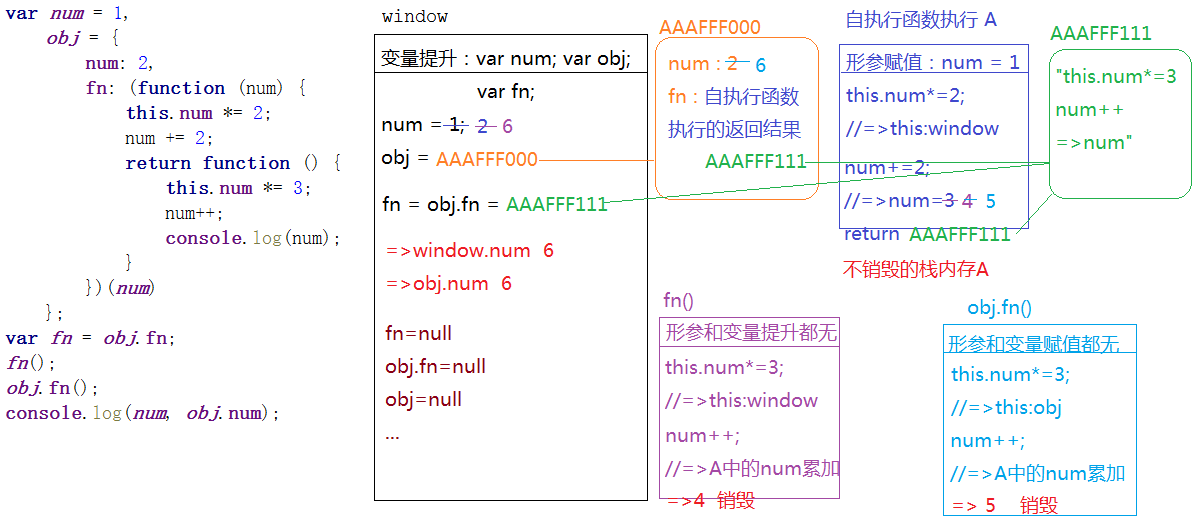 var num = 1,
obj = {
num: 2,
fn: (function (num) {
this.num *= 2;
num += 2;
return function () {
this.num *= 3;
num++;
console.log(num);
}
})(num)
};
var fn = obj.fn;
fn();
obj.fn();
console.log(num, obj.num);
window
变量提升：var num; var obj;
var fn;
num = 1; 2 6
obj = AAAFFF000
fn = obj.fn = AAAFFF111
=>window.num 6
=>obj.num 6
fn=null
obj.fn=null
obj=null
...
AAAFFF000
num : 2 6
fn : 自执行函数
执行的返回结果
AAAFFF111
自执行函数执行 A
形参赋值：num = 1
this.num*=2;
//=>this:window
num+=2;
//=>num=3 4 5
return AAAFFF111
不销毁的栈内存A
AAAFFF111
"this.num*=3
num++
=>num"
fn()
形参和变量提升都无
this.num*=3;
//=>this:window
num++;
//=>A中的num累加
=>4 销毁
obj.fn()
形参和变量赋值都无
this.num*=3;
//=>this:obj
num++;
//=>A中的num累加
=> 5 销毁